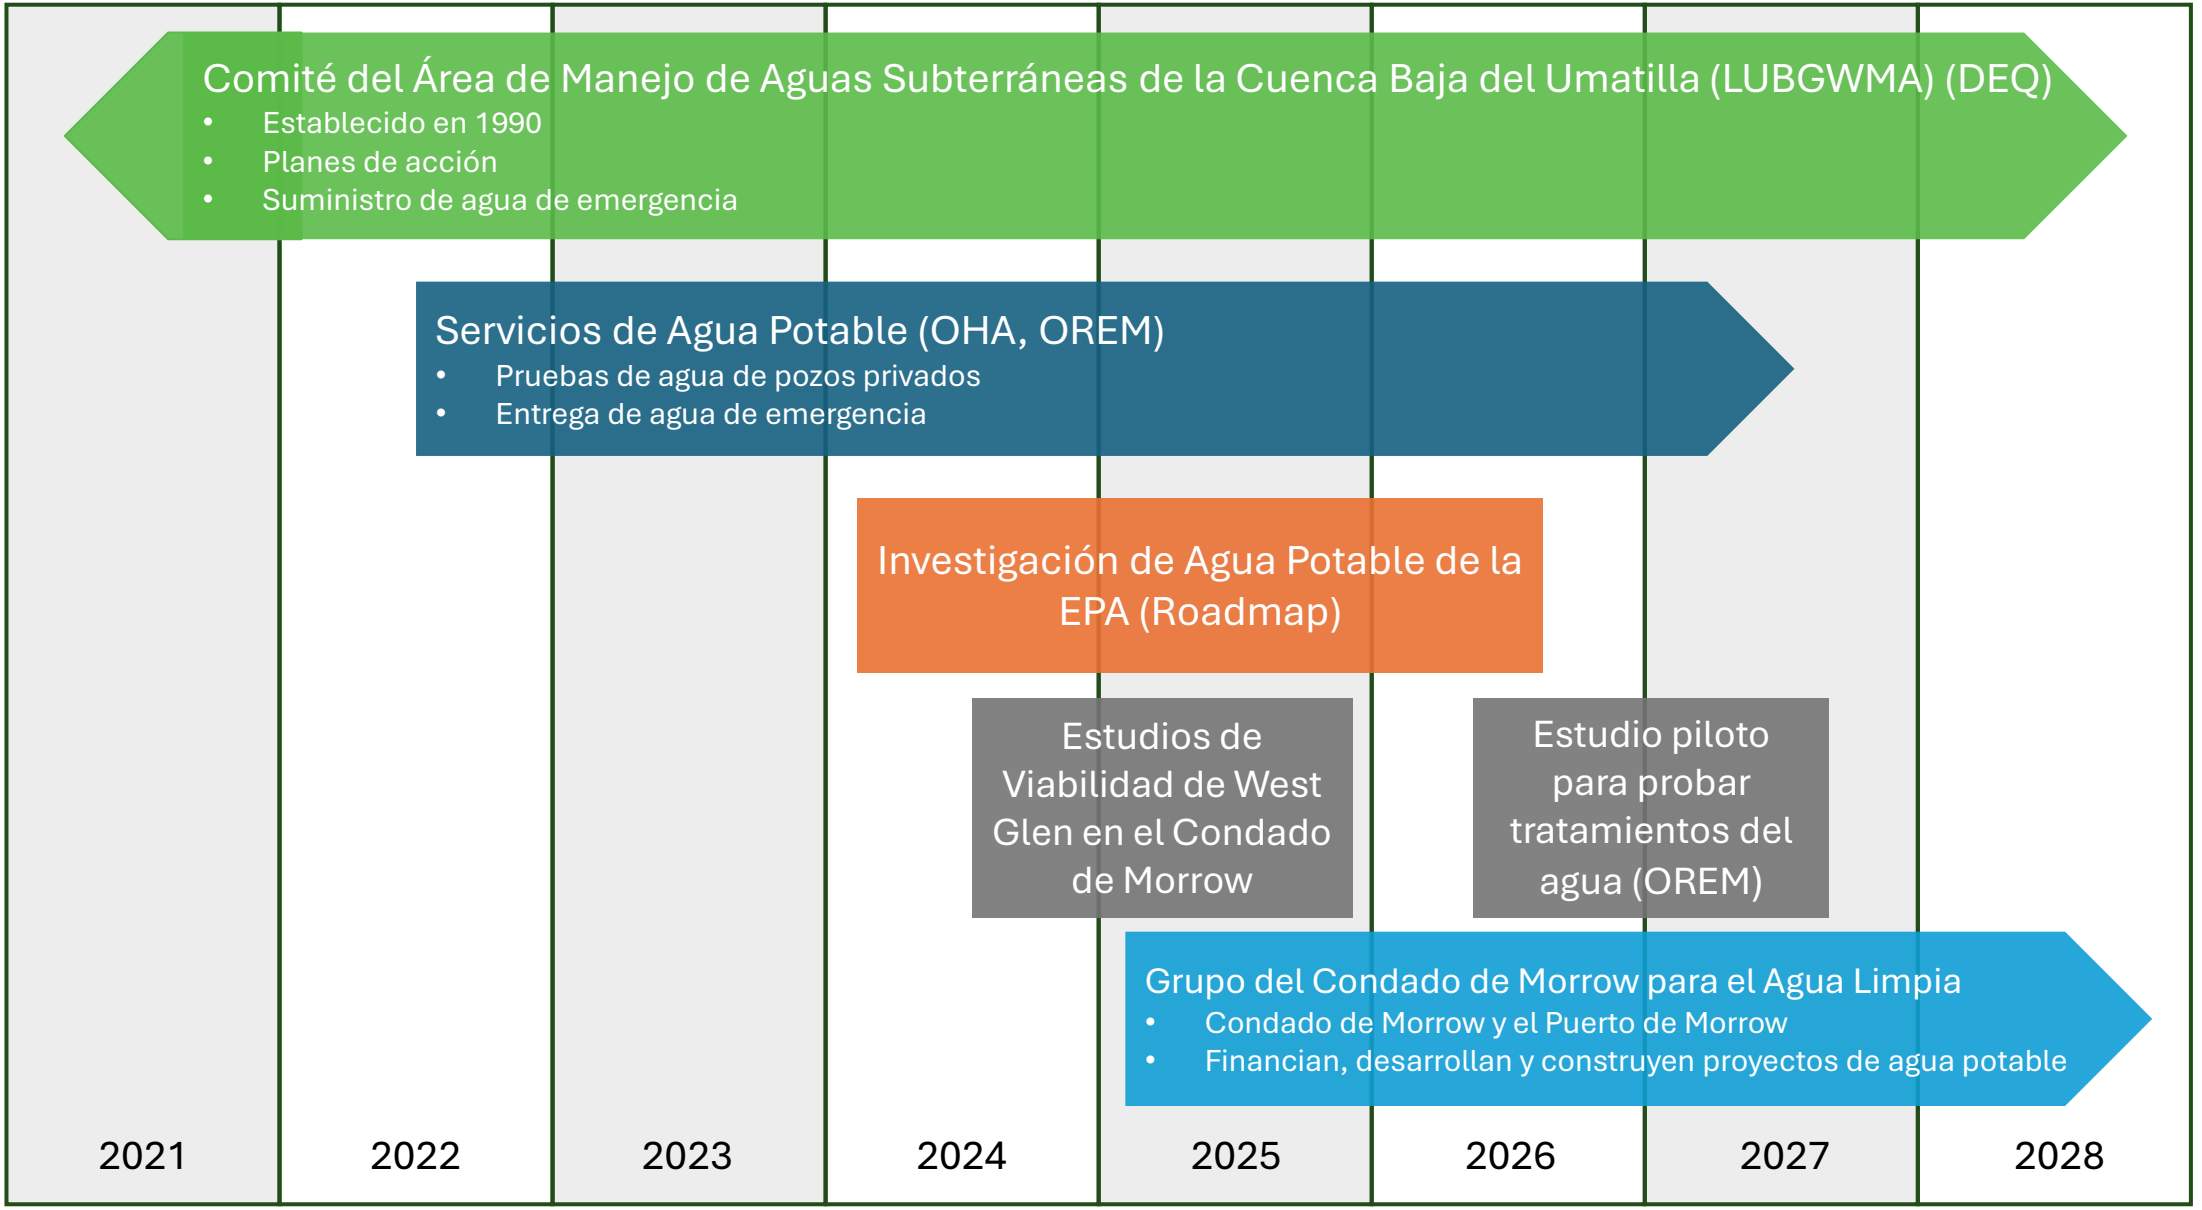 Comité del Área de Manejo de Aguas Subterráneas de la Cuenca Baja del Umatilla (LUBGWMA) (DEQ)
• Establecido en 1990
• Planes de acción
• Suministro de agua de emergencia
Servicios de Agua Potable (OHA, OREM)
• Pruebas de agua de pozos privados
• Entrega de agua de emergencia
Investigación de Agua Potable de la
EPA (Roadmap)
Estudios de
Viabilidad de West
Glen en el Condado
de Morrow
Estudio piloto
para probar
tratamientos del
agua (OREM)
Grupo del Condado de Morrow para el Agua Limpia
• Condado de Morrow y el Puerto de Morrow
• Financian, desarrollan y construyen proyectos de agua potable
2021 2022 2023 2024 2025 2026 2027 2028